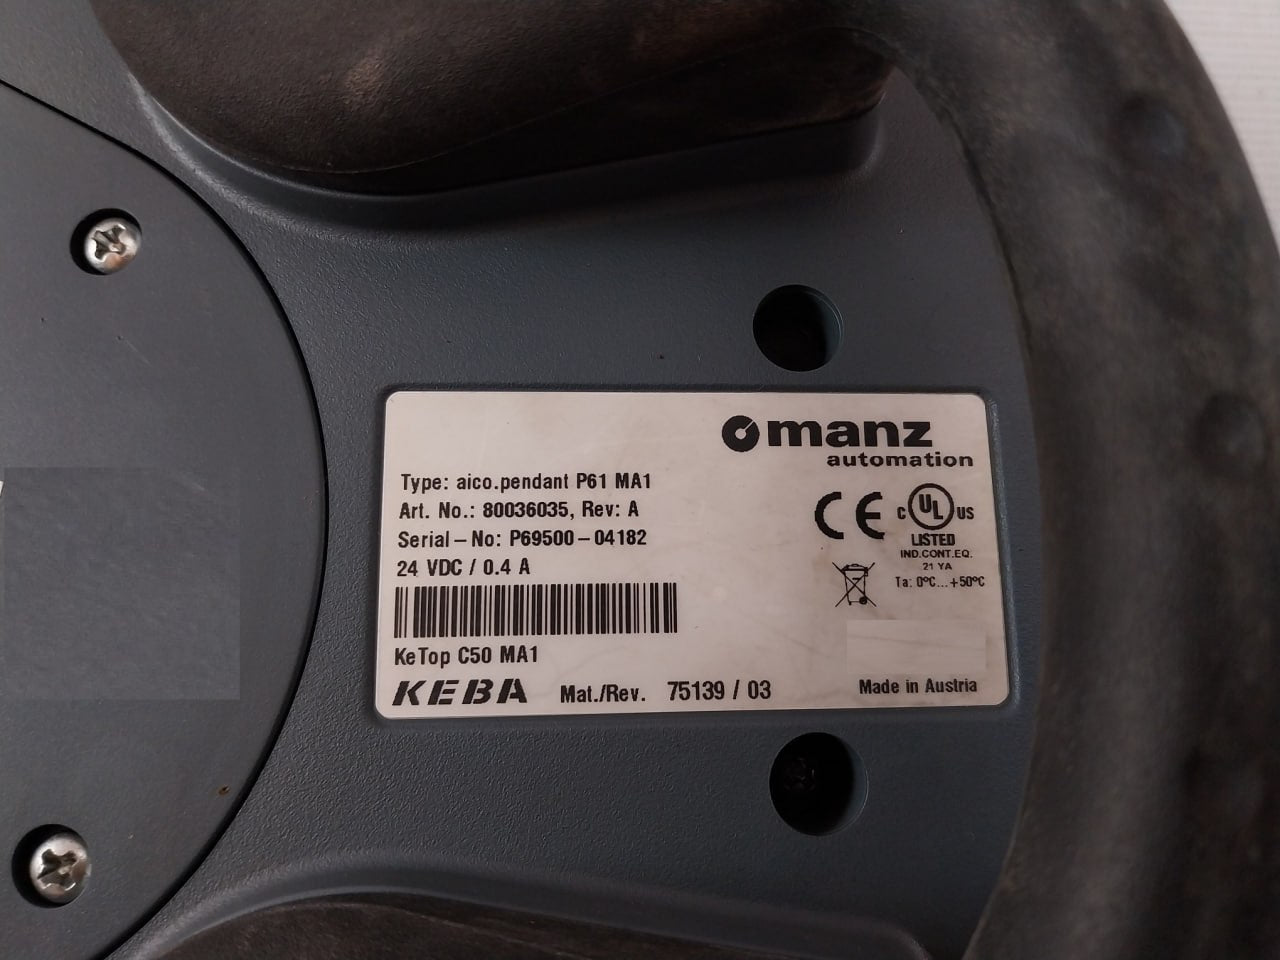 manz
automation
Type: aico.pendant P61 MA1
Art. No.: 80036035, Rev: A
Serial-No: P69500-04182
24 VDC / 0.4 A
CE
C UL US
LISTED
IND.CONT.EQ.
21 YA
Ta: 0°C...+50°C
KeTop C50 MA1
KEBA Mat./Rev. 75139 / 03
Made in Austria